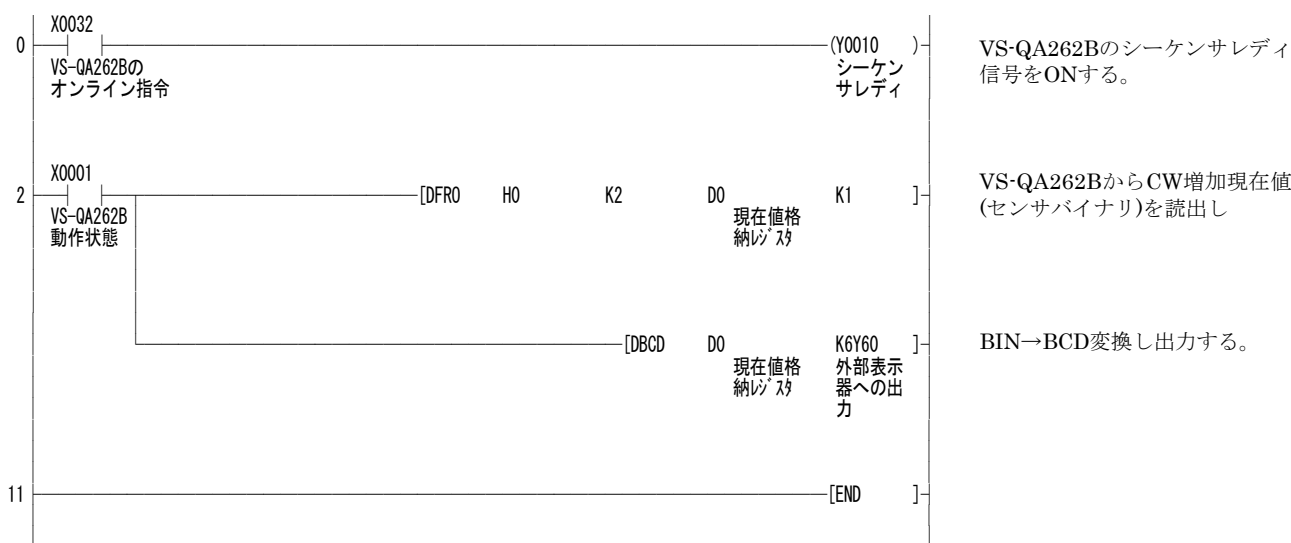 X0032
0 (Y0010 ) VS-QA262Bのシーケンサレディ
VS-QA262Bの シーケン 信号をONする。
オンライン指令 サレディ
X0001
2 [DFRO H0 K2 D0 K1 ] VS-QA262BからCW増加現在値
VS-QA262B 現在値格 (センサバイナリ)を読出し
動作状態 納ﾚｼﾞｽﾀ
[DBCD D0 K6Y60 ] BIN→BCD変換し出力する。
現在値格 外部表示
納ﾚｼﾞｽﾀ 器への出
力
11 [END ]